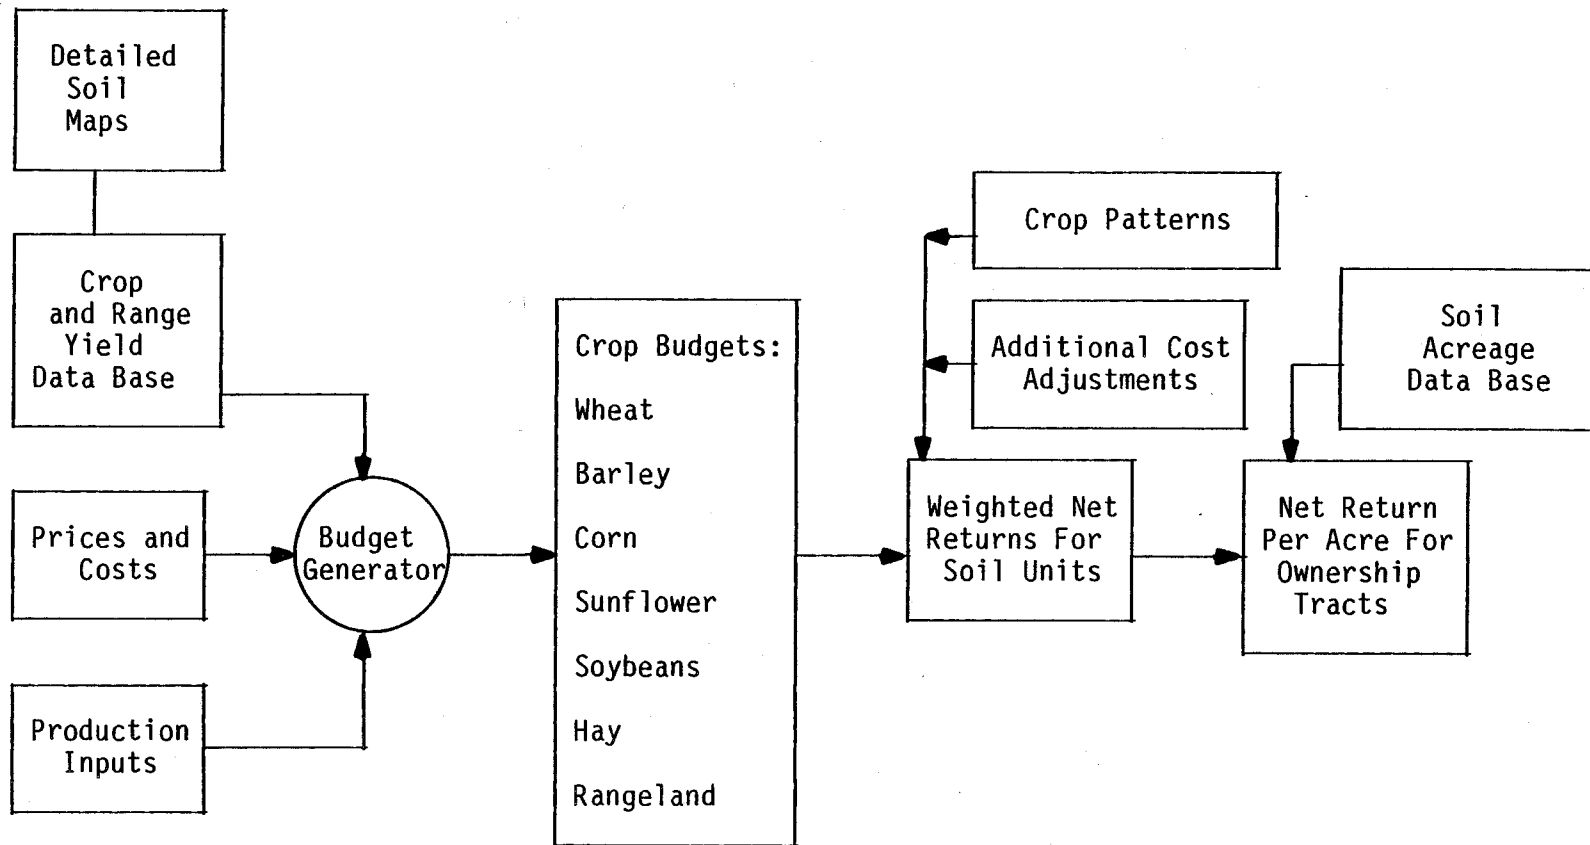 Detailed
Soil
Maps
Crop
and Range
Yield
Data Base
Prices and
Costs
Production
Inputs
Budget
Generator
Crop Budgets:
Wheat
Barley
Corn
Sunflower
Soybeans
Hay
Rangeland
Crop Patterns
Additional Cost
Adjustments
Weighted Net
Returns For
Soil Units
Soil
Acreage
Data Base
Net Return
Per Acre For
Ownership
Tracts